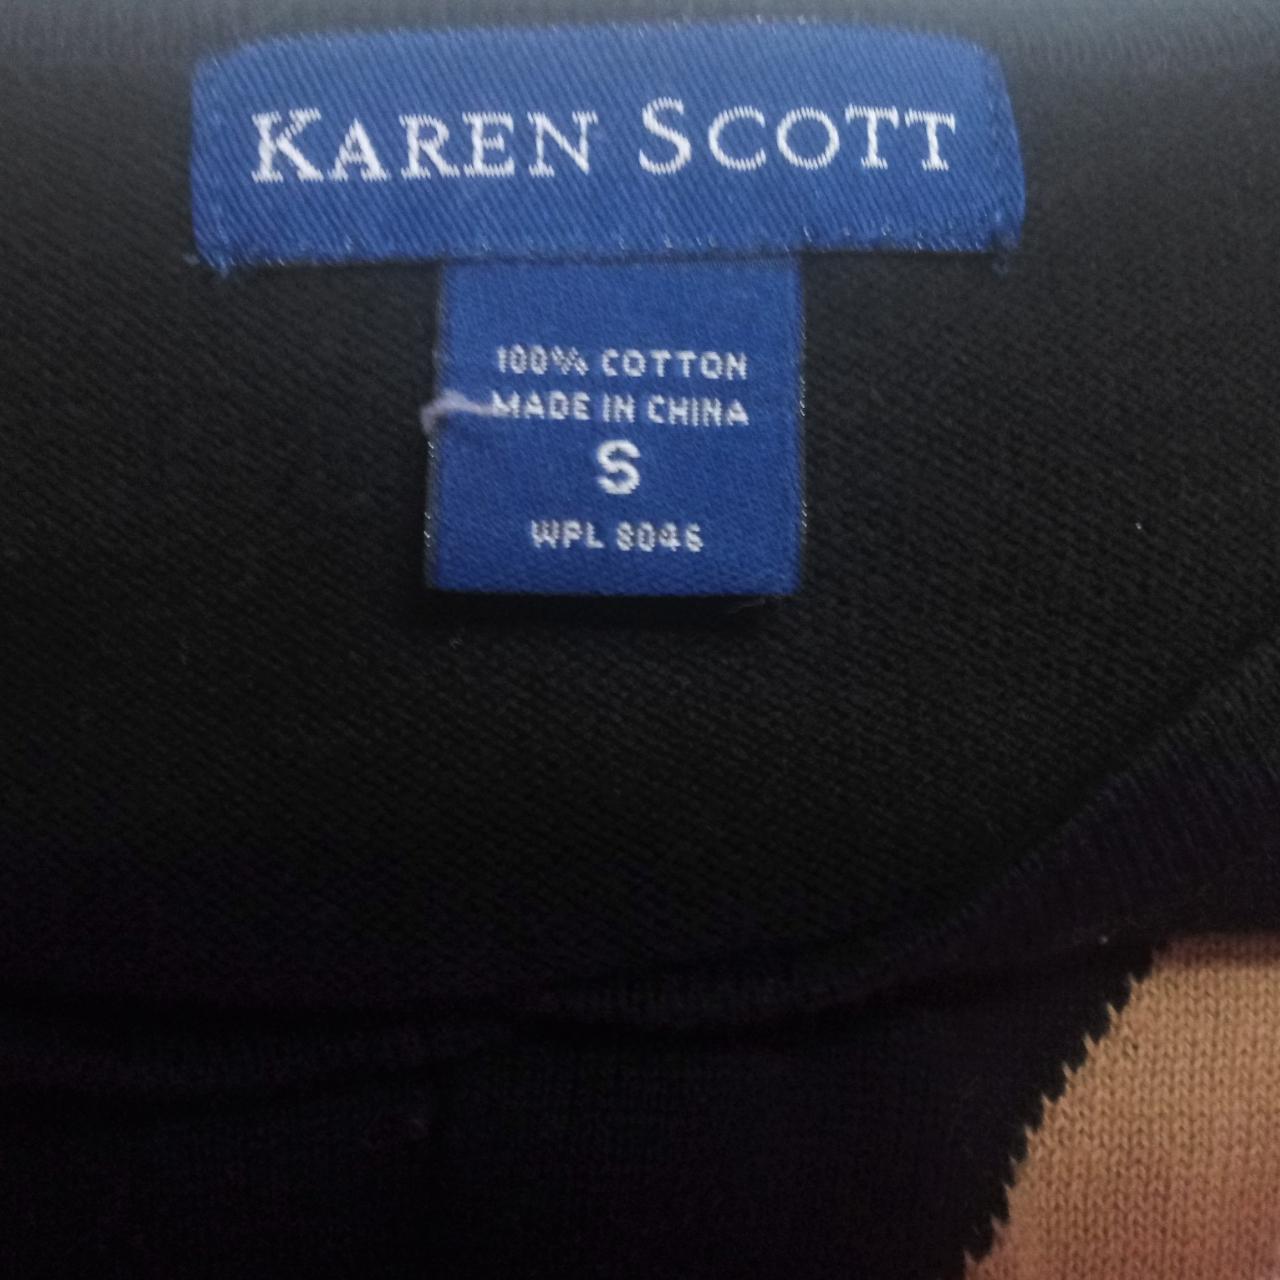 KAREN SCOTT
100% COTTON
MADE IN CHINA
S
WPL 8046